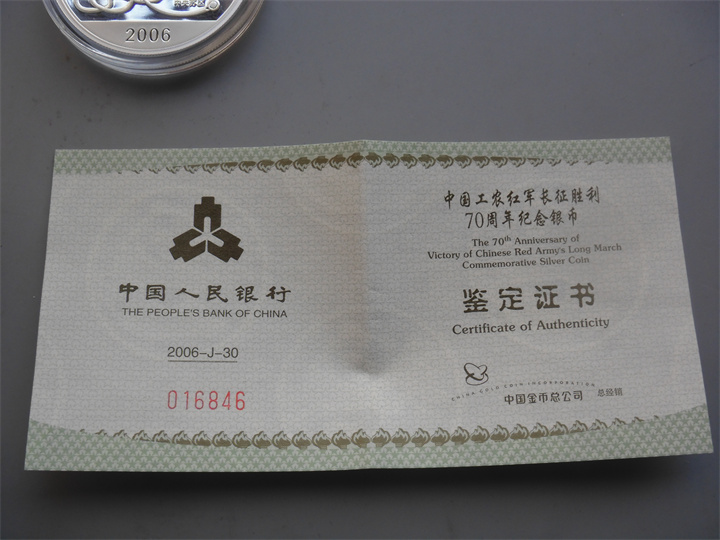 2006
中国人民银行
THE PEOPLE'S BANK OF CHINA
2006-J-30
016846
中国工农红军长征胜利
70周年纪念银币
The 70th Anniversary of
Victory of Chinese Red Army's Long March
Commemorative Silver Coin
鉴定证书
Certificate of Authenticity
CHINA GOLD COIN INCORPORATION
中国金币总公司 总经销